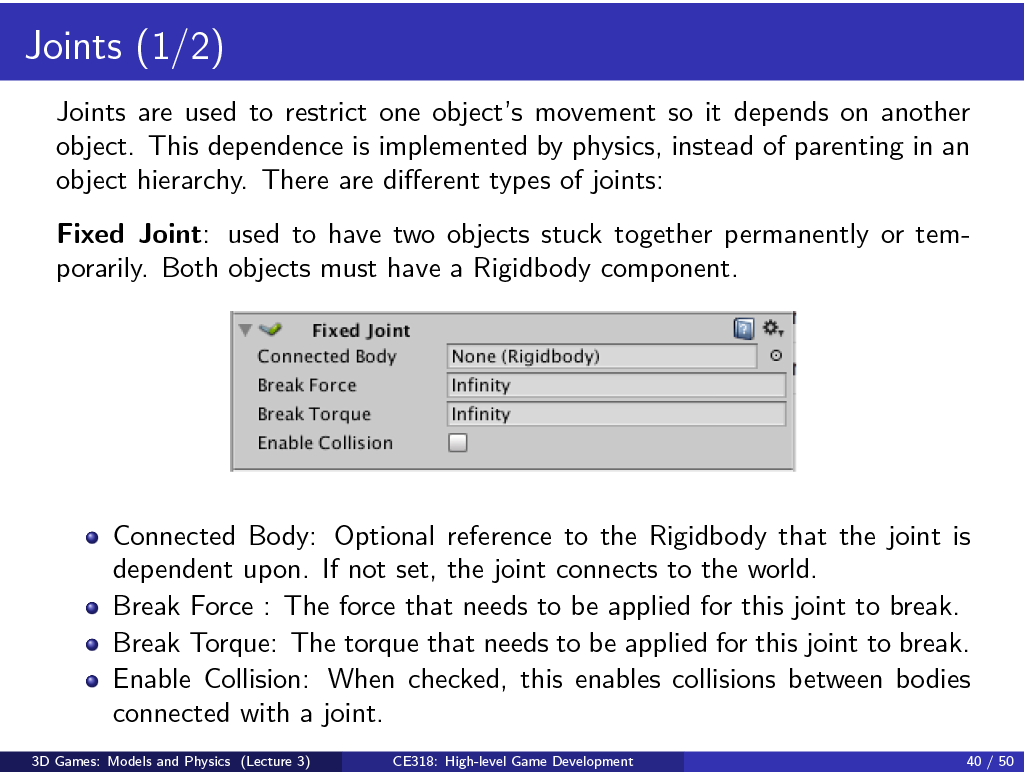 Joints (1/2)
Joints are used to restrict one object's movement so it depends on another
object. This dependence is implemented by physics, instead of parenting in an
object hierarchy. There are different types of joints:
Fixed Joint: used to have two objects stuck together permanently or tem-
porarily. Both objects must have a Rigidbody component.
Fixed Joint
Connected Body None (Rigidbody)
Break Force Infinity
Break Torque Infinity
Enable Collision
Connected Body: Optional reference to the Rigidbody that the joint is
dependent upon. If not set, the joint connects to the world.
Break Force : The force that needs to be applied for this joint to break.
Break Torque: The torque that needs to be applied for this joint to break.
Enable Collision: When checked, this enables collisions between bodies
connected with a joint.
3D Games: Models and Physics (Lecture 3) CE318: High-level Game Development 40 / 50